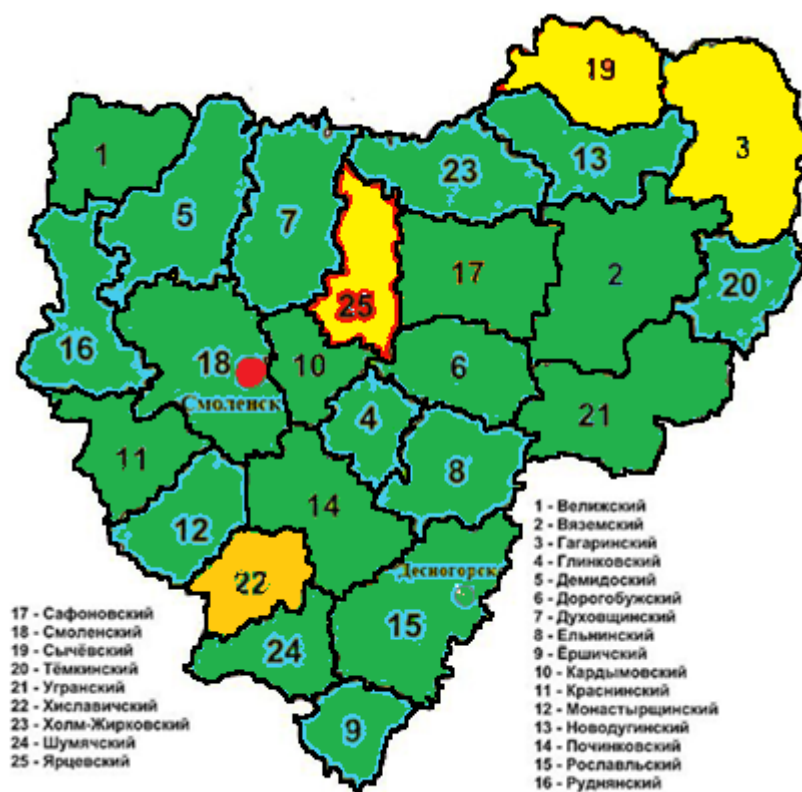 19
1
23
13
3
5
7
17
2
20
25
16
18
10
6
Смоленск
4
21
11
8
12
14
22
Десногорск
15
24
9
1 - Велижский
2 - Вяземский
3 - Гагаринский
4 - Глинковский
5 - Демидоский
6 - Дорогобужский
7 - Духовщинский
8 - Ельнинский
9 - Ёршичский
10 - Кардымовский
11 - Краснинский
12 - Монастырщинский
13 - Новодугинский
14 - Починковский
15 - Рославльский
16 - Руднянский
17 - Сафоновский
18 - Смоленский
19 - Сычёвский
20 - Тёмкинский
21 - Угранский
22 - Хиславичский
23 - Холм-Жирковский
24 - Шумячский
25 - Ярцевский